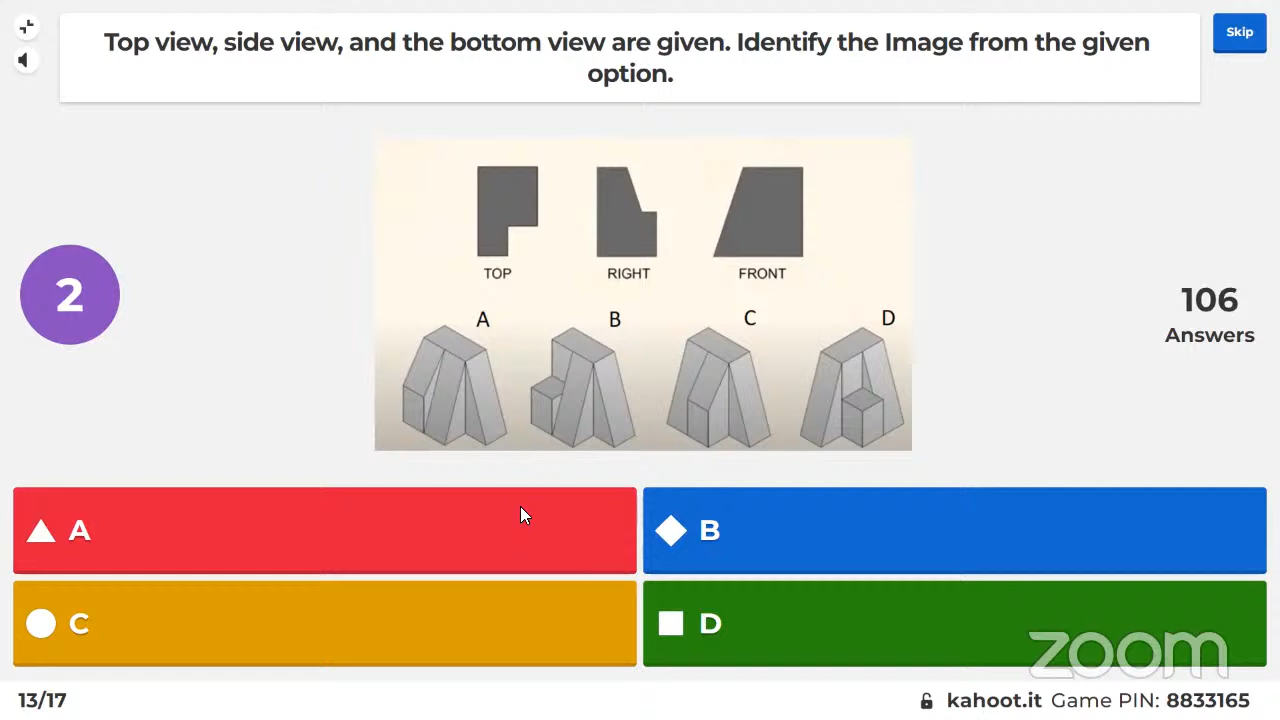 Top view, side view, and the bottom view are given. Identify the Image from the given
option.
Skip
TOP
RIGHT
FRONT
2
106
Answers
A
B
C
D
A
B
C
D
zoom
13/17
kahoot.it Game PIN: 8833165